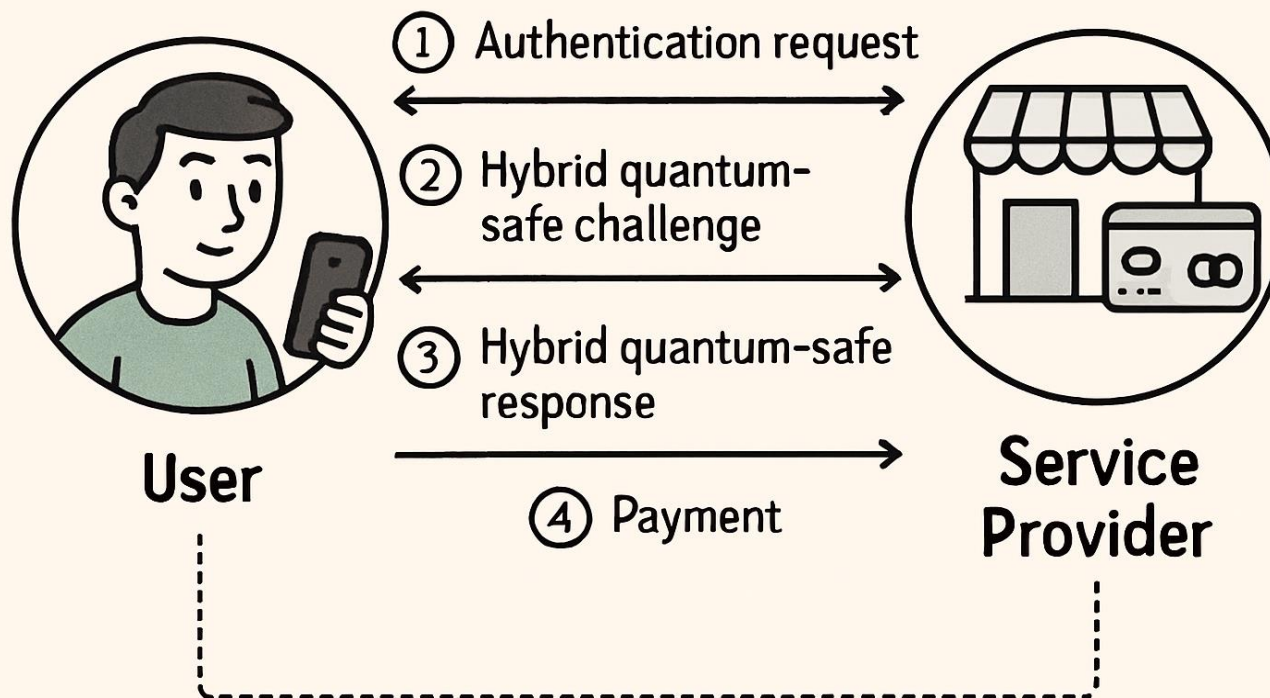 ① Authentication request
② Hybrid quantum-
safe challenge
③ Hybrid quantum-safe
response
④ Payment
User
Service
Provider